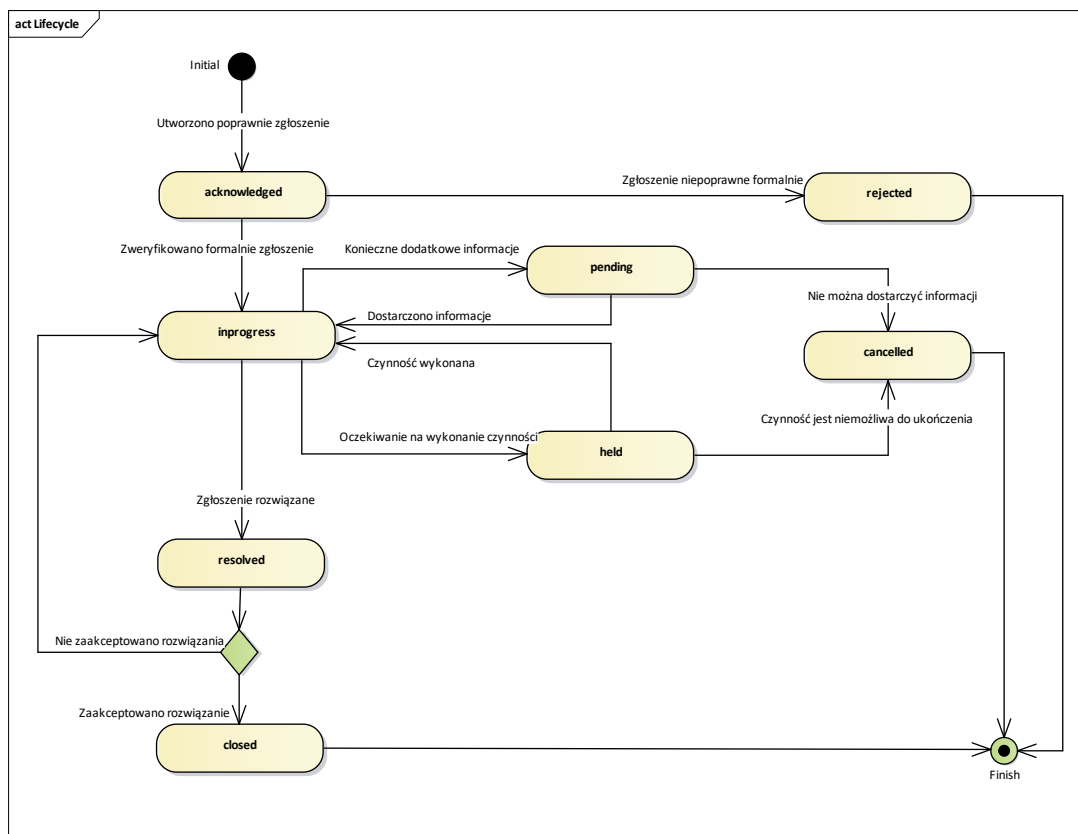 act Lifecycle
Initial
Utworzono poprawnie zgłoszenie
acknowledged
Zgłoszenie niepoprawne formalnie
rejected
Zweryfikowano formalnie zgłoszenie
Konieczne dodatkowe informacje
pending
Nie można dostarczyć informacji
Dostarczono informacje
inprogress
cancelled
Czynność wykonana
Czynność jest niemożliwa do ukończenia
Oczekiwanie na wykonanie czynności
held
Zgłoszenie rozwiązane
resolved
Nie zaakceptowano rozwiązania
Zaakceptowano rozwiązanie
closed
Finish